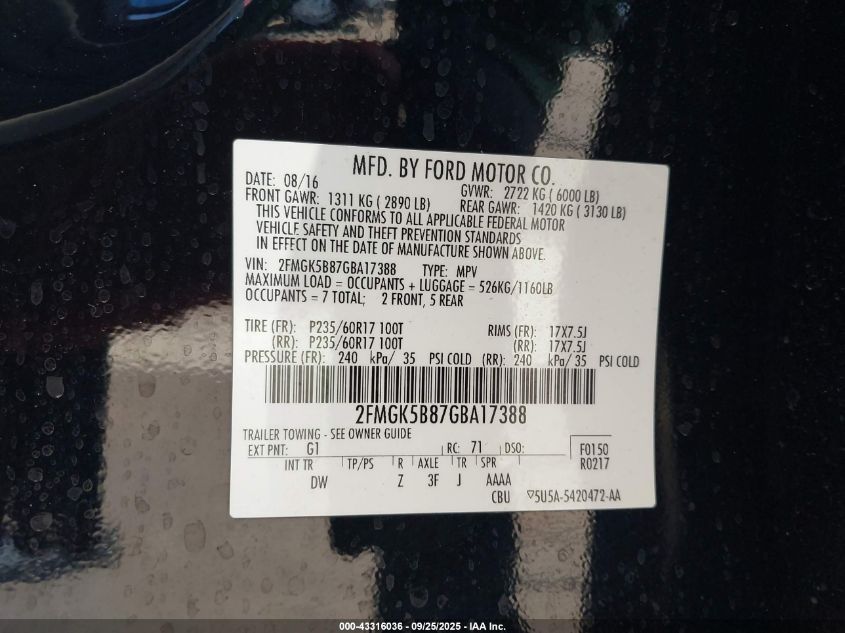 MFD. BY FORD MOTOR CO.
DATE: 08/16 GVWR: 2722 KG ( 6000 LB)
FRONT GAWR: 1311 KG ( 2890 LB) REAR GAWR: 1420 KG ( 3130 LB)
THIS VEHICLE CONFORMS TO ALL APPLICABLE FEDERAL MOTOR
VEHICLE SAFETY AND THEFT PREVENTION STANDARDS
IN EFFECT ON THE DATE OF MANUFACTURE SHOWN ABOVE.
VIN: 2FMGK5B87GBA17388 TYPE: MPV
MAXIMUM LOAD = OCCUPANTS + LUGGAGE = 526KG/1160LB
OCCUPANTS = 7 TOTAL; 2 FRONT, 5 REAR
TIRE (FR): P235/60R17 100T RIMS (FR): 17X7.5J
(RR): P235/60R17 100T (RR): 17X7.5J
PRESSURE (FR): 240 kPa/ 35 PSI COLD (RR): 240 kPa/ 35 PSI COLD
2FMGK5B87GBA17388
TRAILER TOWING - SEE OWNER GUIDE
EXT PNT: G1 RC: 71 DSO: F0150
R0217
INT TR TP/PS R AXLE TR SPR
DW Z 3F J AAAA
CBU ▽5U5A-5420472-AA
000-43316036 - 09/25/2025 - IAA Inc.